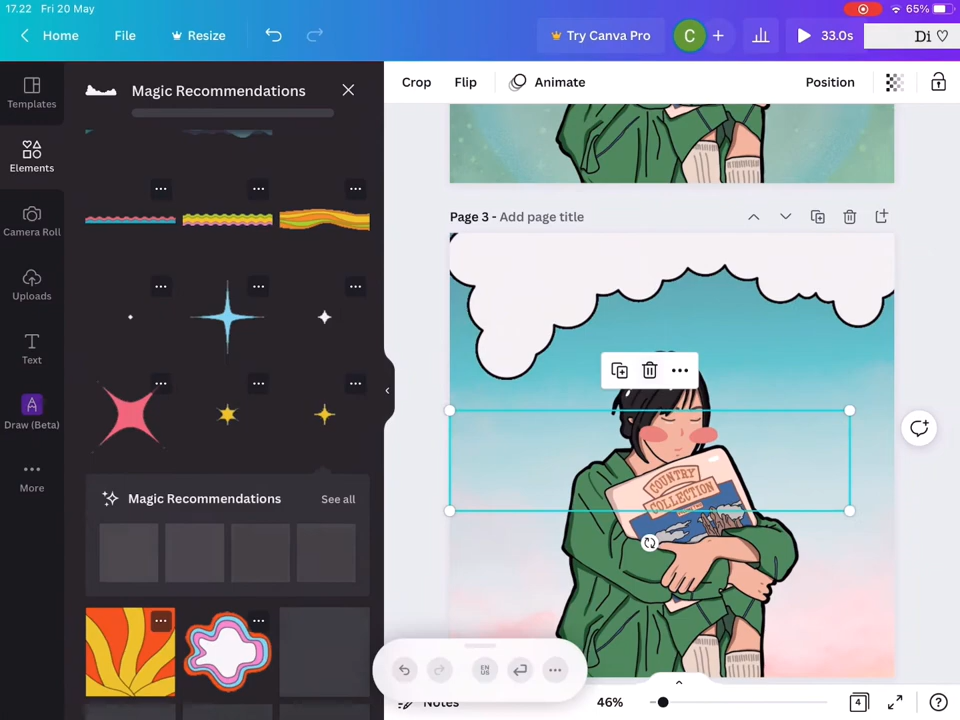 17.22 Fri 20 May
65%
Home
File
Resize
Try Canva Pro
C
+
33.0s
Di ♡
Templates
Elements
Camera Roll
Uploads
Text
Draw (Beta)
More
Magic Recommendations
Magic Recommendations
See all
Crop
Flip
Animate
Position
Page 3 - Add page title
COUNTRY
COLLECTION
EN
US
Notes
46%
4
?